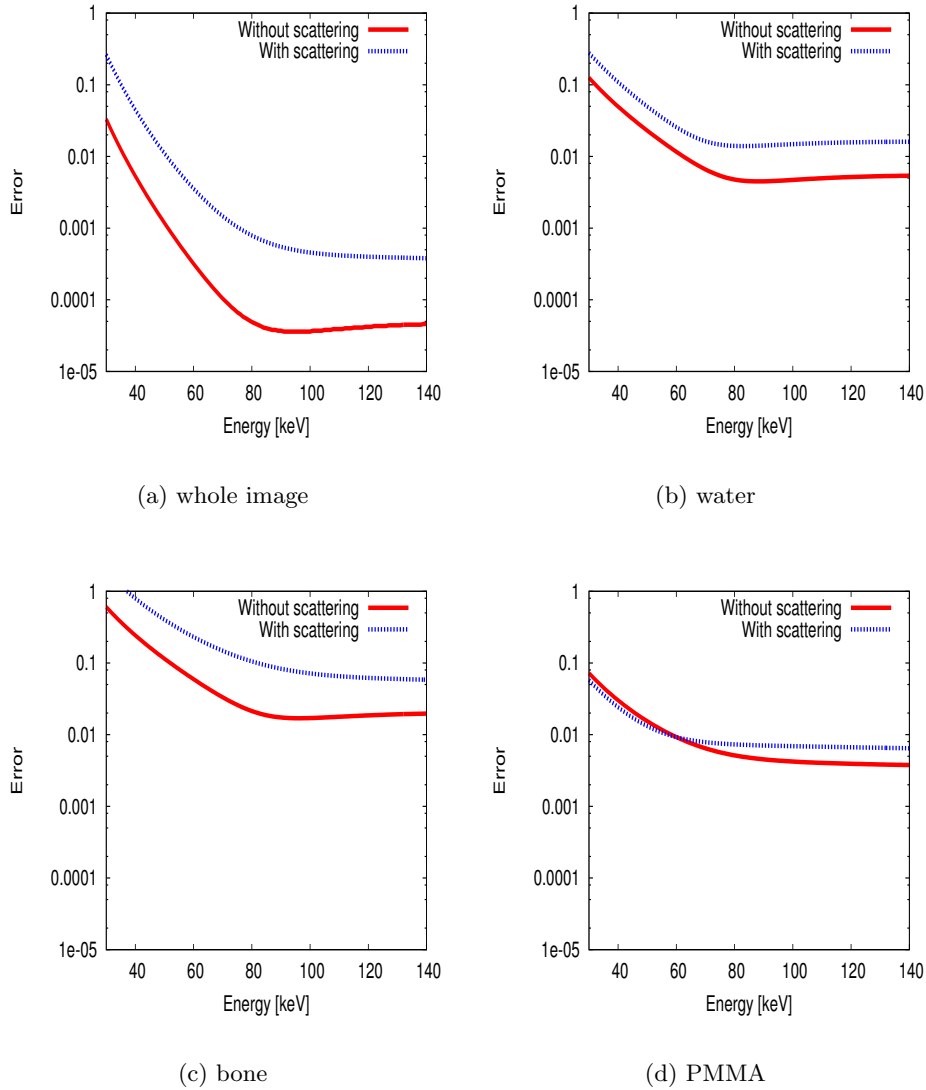 Without scattering
With scattering
1
0.1
0.01
0.001
0.0001
1e-05
Error
40 60 80 100 120 140
Energy [keV]
(a) whole image
Without scattering
With scattering
1
0.1
0.01
0.001
0.0001
1e-05
Error
40 60 80 100 120 140
Energy [keV]
(b) water
Without scattering
With scattering
1
0.1
0.01
0.001
0.0001
1e-05
Error
40 60 80 100 120 140
Energy [keV]
(c) bone
Without scattering
With scattering
1
0.1
0.01
0.001
0.0001
1e-05
Error
40 60 80 100 120 140
Energy [keV]
(d) PMMA